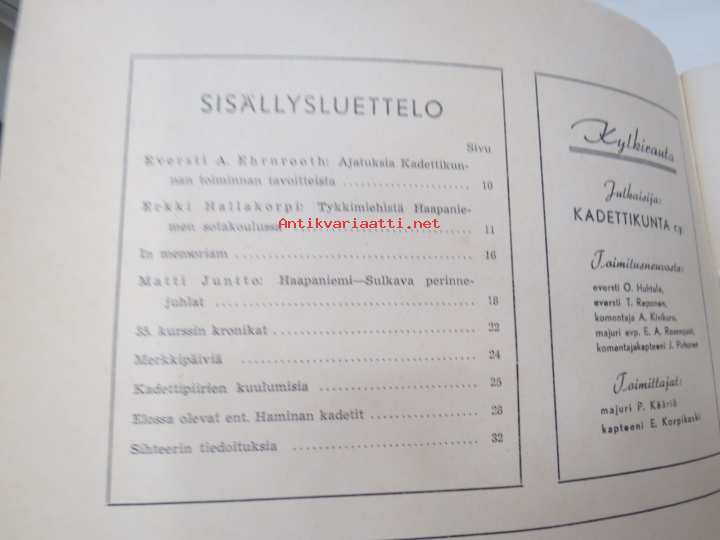 SISÄLLYSLUETTELO
Sivu
Eversti A. Ehrnrooth: Ajatuksia Kadettikun-
nan toiminnan tavoitteista 10
Erkki Hallakorpi: Tykkimiehistä Haapanie-
men sotakoulussa 11
In memoriam 16
Matti Juntto: Haapaniemi—Sulkava perinne-
juhlat 18
35. kurssin kronikat 22
Merkkipäiviä 24
Kadettipiirien kuulumisia 25
Elossa olevat ent. Haminan kadetit 28
Sihteerin tiedoituksia 32
Antikvariaatti.net
Kylkirauta
Julkaisija:
KADETTIKUNTA r.y.
Toimitusneuvosto:
eversti O. Huhtala,
eversti T. Reponen,
komentaja A. Kivikuru,
majuri evp. E. A.
komentajakapteeni J. Pirhonen
Toimittajat:
majuri P. Kääriä
kapteeni E. Korpikoski